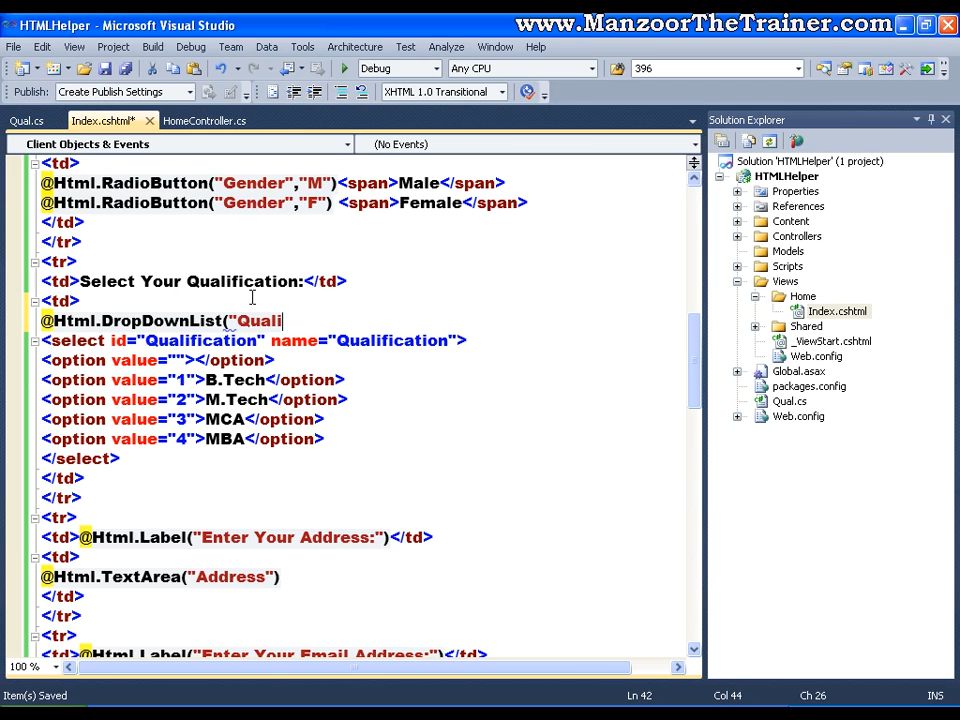 HTMLHelper - Microsoft Visual Studio
www.ManzoorTheTrainer.com
File Edit View Project Build Debug Team Data Tools Architecture Test Analyze Window Help
Debug Any CPU 396
Publish: Create Publish Settings XHTML 1.0 Transitional
Qual.cs Index.cshtml* HomeController.cs
Client Objects & Events (No Events)
<td>
@Html.RadioButton("Gender","M")<span>Male</span>
@Html.RadioButton("Gender","F") <span>Female</span>
</td>
</tr>
<tr>
<td>Select Your Qualification:</td>
<td>
@Html.DropDownList("Quali
<select id="Qualification" name="Qualification">
<option value=""></option>
<option value="1">B.Tech</option>
<option value="2">M.Tech</option>
<option value="3">MCA</option>
<option value="4">MBA</option>
</select>
</td>
</tr>
<tr>
<td>@Html.Label("Enter Your Address:")</td>
<td>
@Html.TextArea("Address")
</td>
</tr>
<tr>
<td>@Html.Label("Enter Your Email Address:")</td>
100 %
Solution Explorer
Solution 'HTMLHelper' (1 project)
HTMLHelper
Properties
References
Content
Controllers
Models
Scripts
Views
Home
Index.cshtml
Shared
_ViewStart.cshtml
Web.config
Global.asax
packages.config
Qual.cs
Web.config
Item(s) Saved Ln 42 Col 44 Ch 26